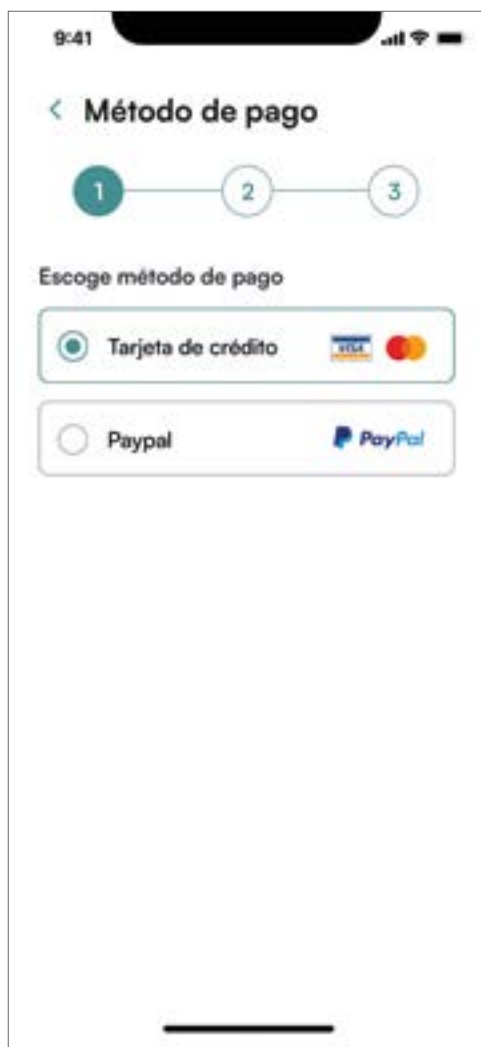 9:41
Método de pago
1 2 3
Escoge método de pago
Tarjeta de crédito VISA
Paypal PayPal